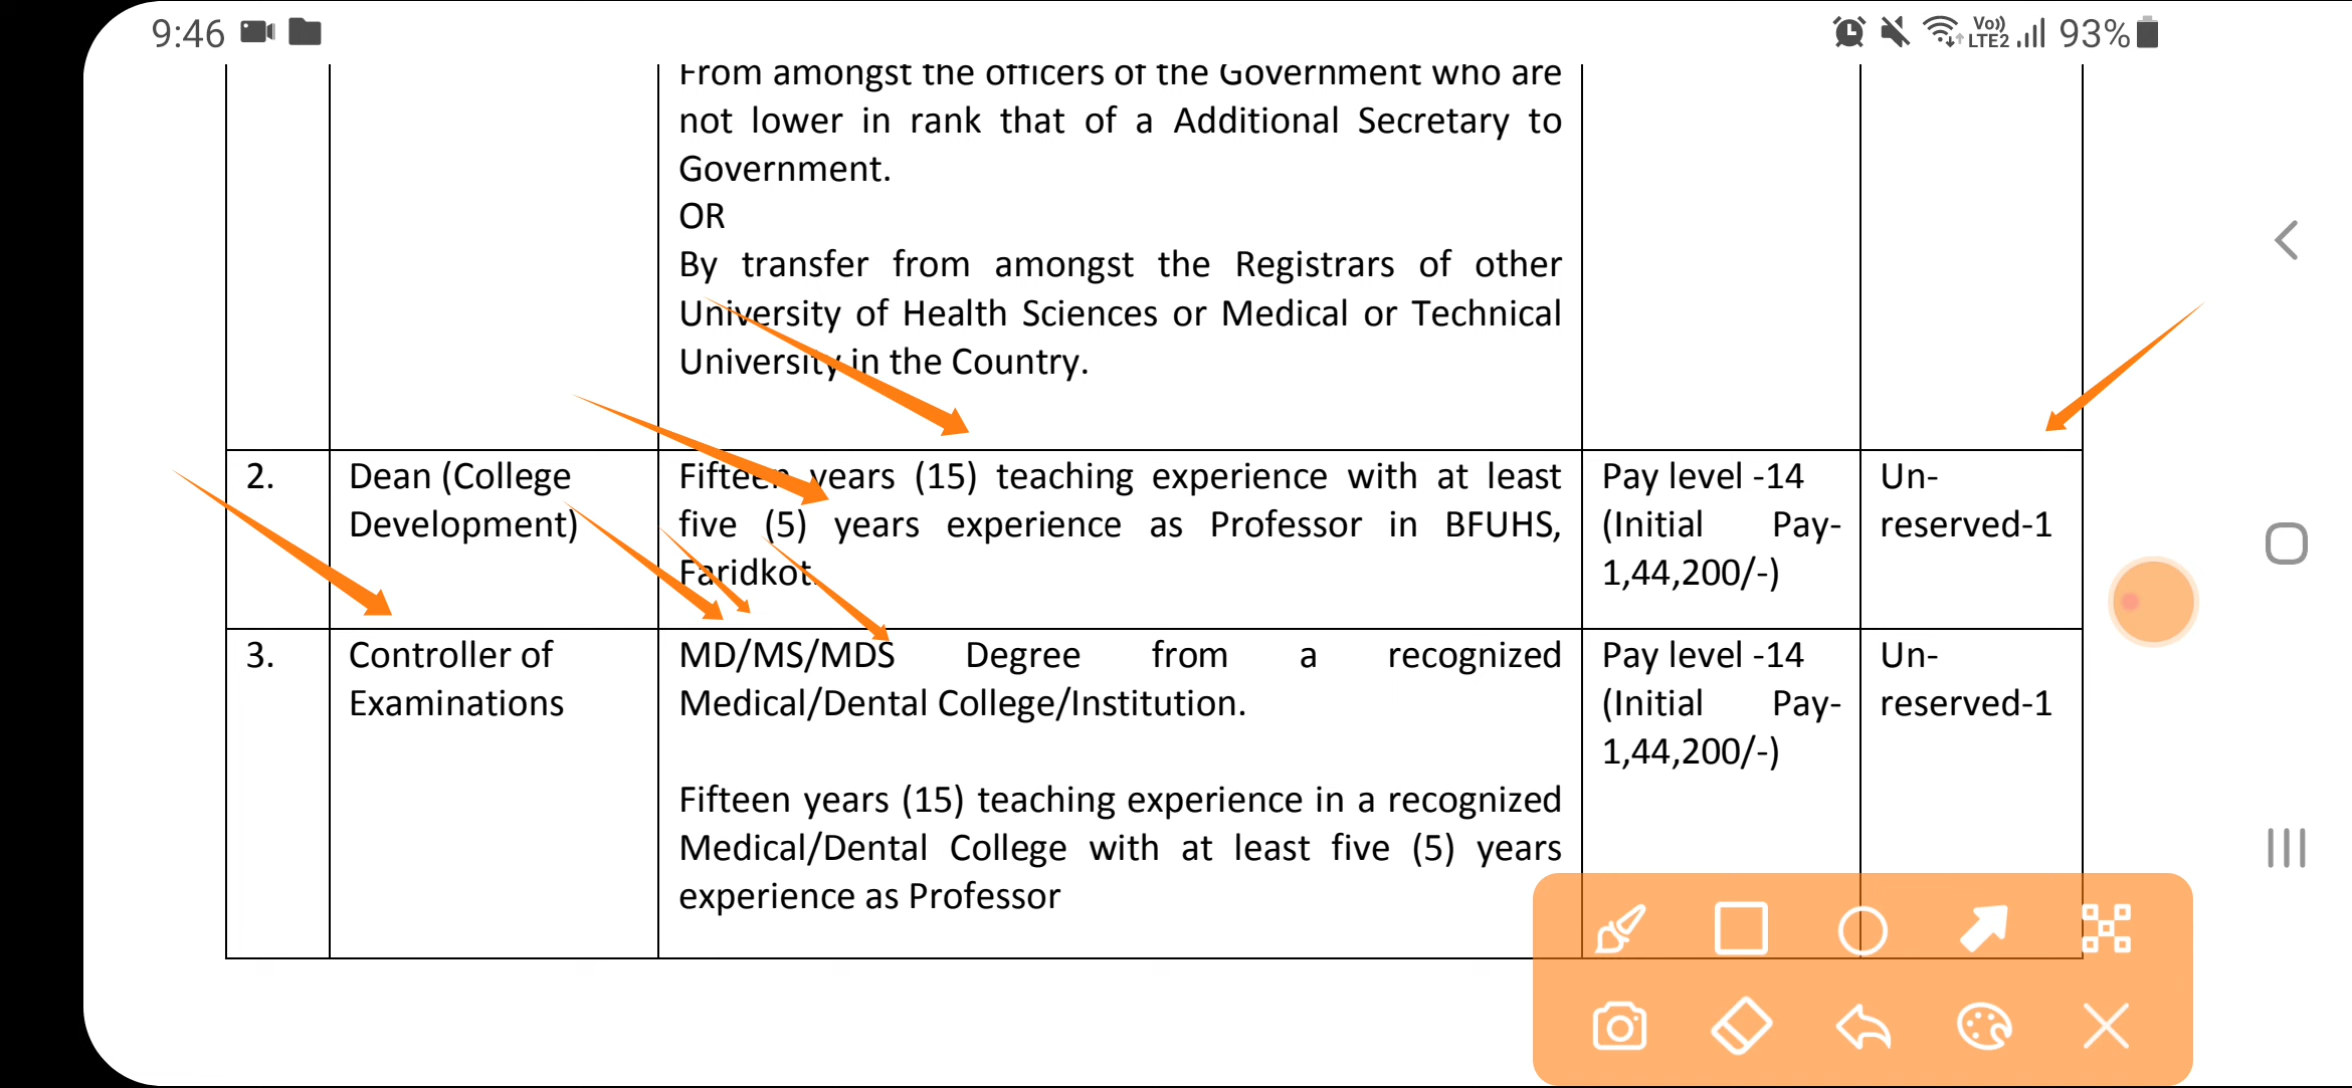 9:46
Vo))
LTE2
93%
From amongst the officers of the Government who are
not lower in rank that of a Additional Secretary to
Government.
OR
By transfer from amongst the Registrars of other
University of Health Sciences or Medical or Technical
University in the Country.
2.
Dean (College
Development)
Fifteen years (15) teaching experience with at least
five (5) years experience as Professor in BFUHS,
Faridkot.
Pay level -14
(Initial Pay-
1,44,200/-)
Un-
reserved-1
3.
Controller of
Examinations
MD/MS/MDS Degree from a recognized
Medical/Dental College/Institution.
Fifteen years (15) teaching experience in a recognized
Medical/Dental College with at least five (5) years
experience as Professor
Pay level -14
(Initial Pay-
1,44,200/-)
Un-
reserved-1